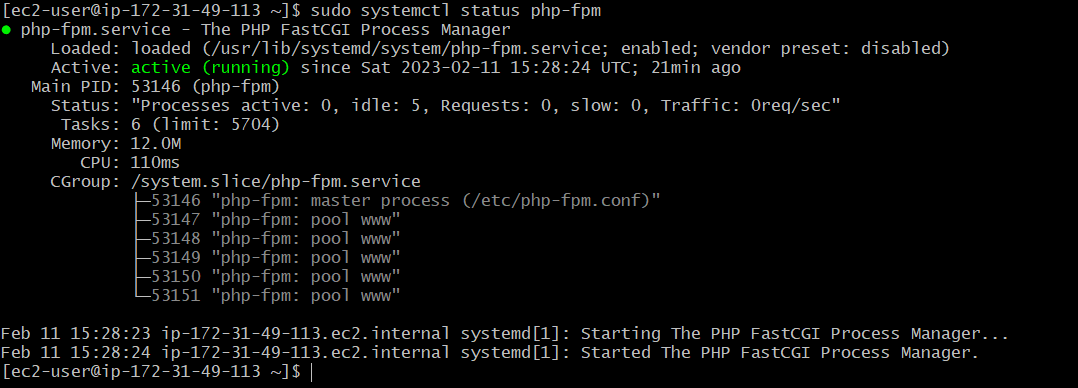 [ec2-user@ip-172-31-49-113 ~]$ sudo systemctl status php-fpm
● php-fpm.service - The PHP FastCGI Process Manager
     Loaded: loaded (/usr/lib/systemd/system/php-fpm.service; enabled; vendor preset: disabled)
     Active: active (running) since Sat 2023-02-11 15:28:24 UTC; 21min ago
   Main PID: 53146 (php-fpm)
     Status: "Processes active: 0, idle: 5, Requests: 0, slow: 0, Traffic: 0req/sec"
      Tasks: 6 (limit: 5704)
     Memory: 12.0M
        CPU: 110ms
     CGroup: /system.slice/php-fpm.service
             ├─53146 "php-fpm: master process (/etc/php-fpm.conf)"
             ├─53147 "php-fpm: pool www"
             ├─53148 "php-fpm: pool www"
             ├─53149 "php-fpm: pool www"
             ├─53150 "php-fpm: pool www"
             └─53151 "php-fpm: pool www"

Feb 11 15:28:23 ip-172-31-49-113.ec2.internal systemd[1]: Starting The PHP FastCGI Process Manager...
Feb 11 15:28:24 ip-172-31-49-113.ec2.internal systemd[1]: Started The PHP FastCGI Process Manager.
[ec2-user@ip-172-31-49-113 ~]$